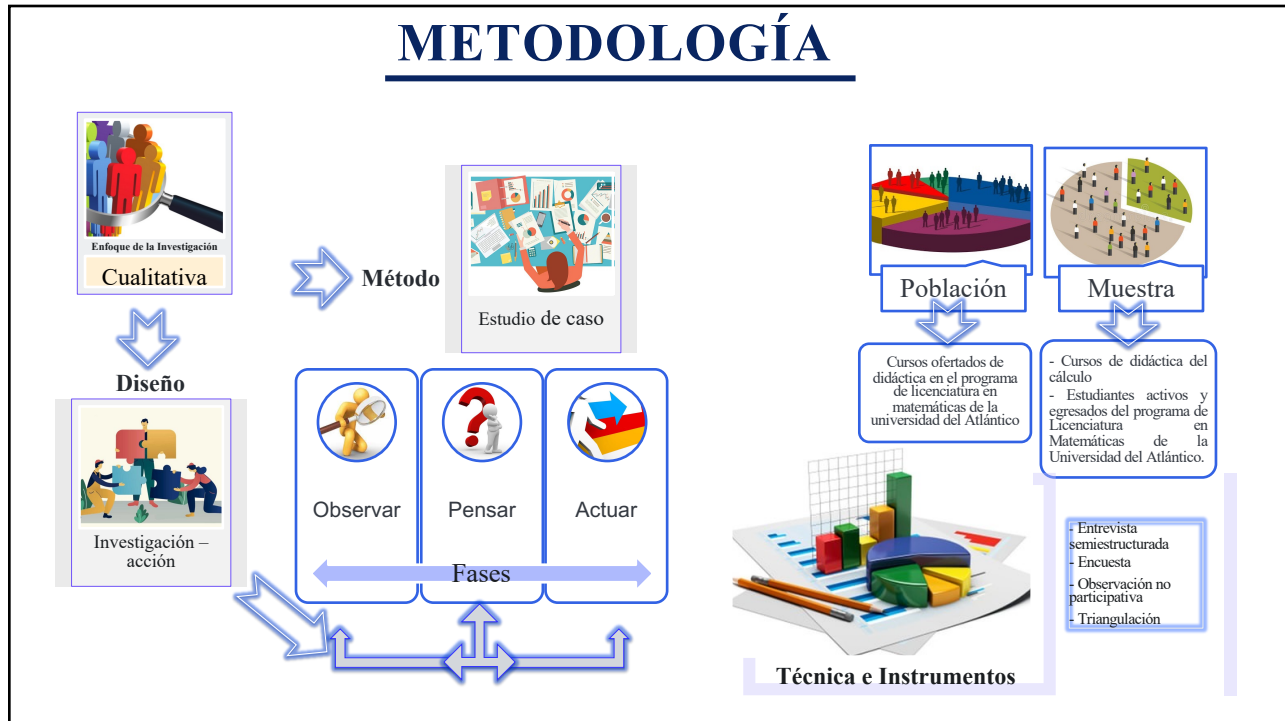 METODOLOGÍA
Enfoque de la Investigación
Cualitativa
Método
Estudio de caso
Diseño
Investigación –
acción
Observar
Pensar
Actuar
Fases
Población
Muestra
Cursos ofertados de
didáctica en el programa
de licenciatura en
matemáticas de la
universidad del Atlántico
- Cursos de didáctica del
cálculo
- Estudiantes activos y
egresados del programa de
Licenciatura en
Matemáticas de la
Universidad del Atlántico.
Técnica e Instrumentos
- Entrevista
semiestructurada
- Encuesta
- Observación no
participativa
- Triangulación